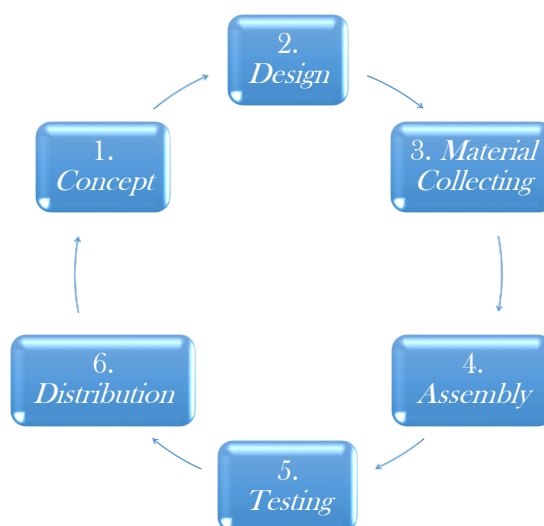 1.
Concept
2.
Design
3. Material
Collecting
4.
Assembly
5.
Testing
6.
Distribution